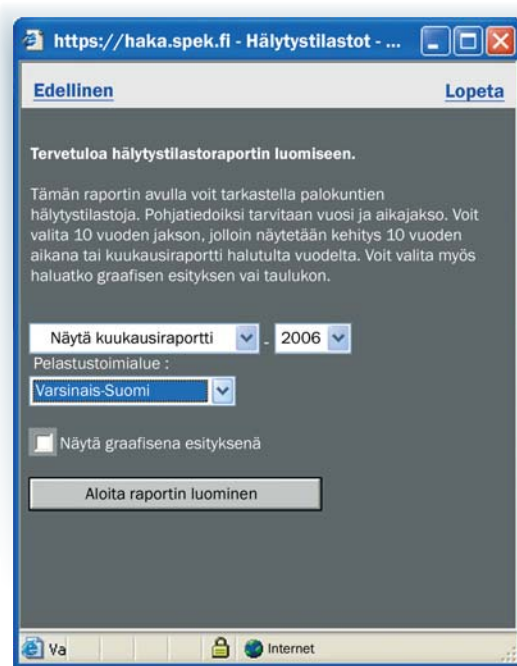 https://haka.spek.fi - Hälytystilastot - ...
Edellinen
Lopeta
Tervetuloa hälytystilastoraportin luomiseen.
Tämän raportin avulla voit tarkastella palokuntien
hälytystilastoja. Pohjatiedoiksi tarvitaan vuosi ja aikajakso. Voit
valita 10 vuoden jakson, jolloin näytetään kehitys 10 vuoden
aikana tai kuukausiraportti halutulta vuodelta. Voit valita myös
haluatko graafisen esityksen vai taulukon.
Näytä kuukausiraportti - 2006
Pelastustoimialue :
Varsinais-Suomi
Näytä graafisena esityksenä
Aloita raportin luominen
Va
Internet